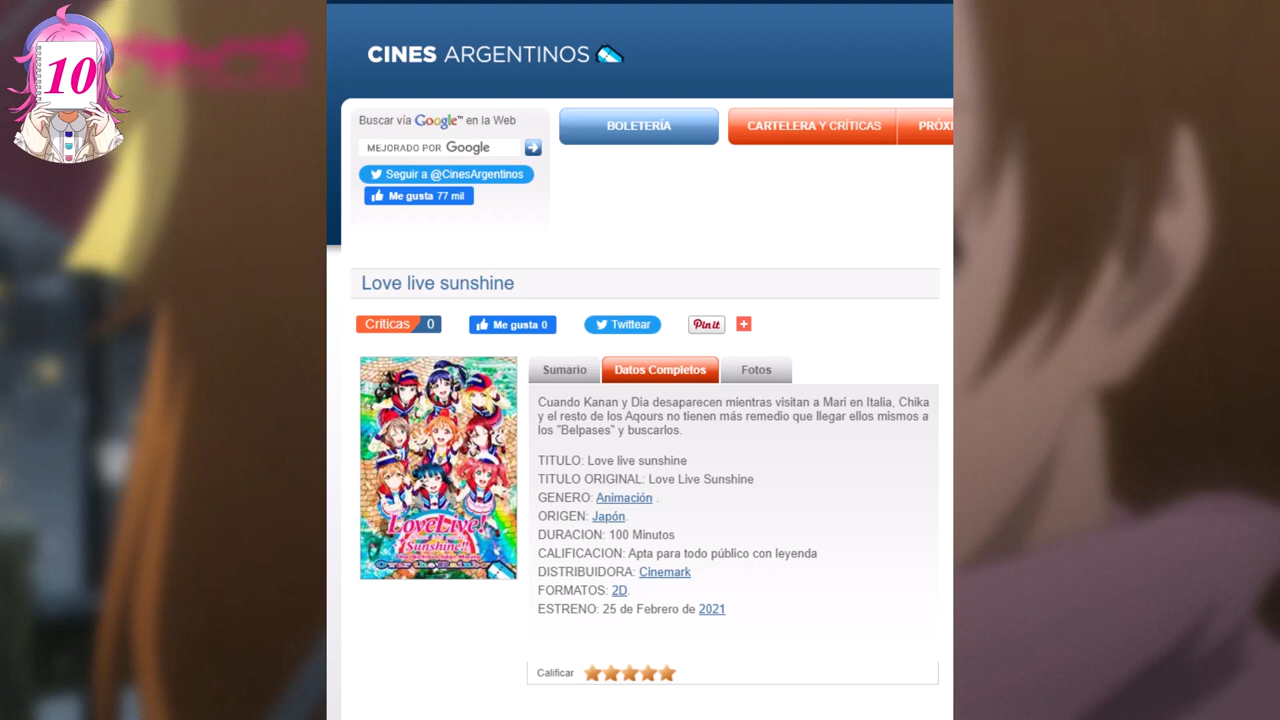 10
CINES ARGENTINOS
Buscar vía Google™ en la Web
MEJORADO POR Google
Seguir a @CinesArgentinos
Me gusta 77 mil
BOLETERÍA
CARTELERA Y CRÍTICAS
PRÓXI
Love live sunshine
Críticas 0
Me gusta 0
Twittear
Pin it
+
Sumario
Datos Completos
Fotos
Cuando Kanan y Dia desaparecen mientras visitan a Mari en Italia, Chika
y el resto de los Aqours no tienen más remedio que llegar ellos mismos a
los "Belpases" y buscarlos.
TITULO: Love live sunshine
TITULO ORIGINAL: Love Live Sunshine
GENERO: Animación .
ORIGEN: Japón.
DURACION: 100 Minutos
CALIFICACION: Apta para todo público con leyenda
DISTRIBUIDORA: Cinemark
FORMATOS: 2D.
ESTRENO: 25 de Febrero de 2021
LoveLive!
Sunshine!!
Over the Rainbow
Calificar